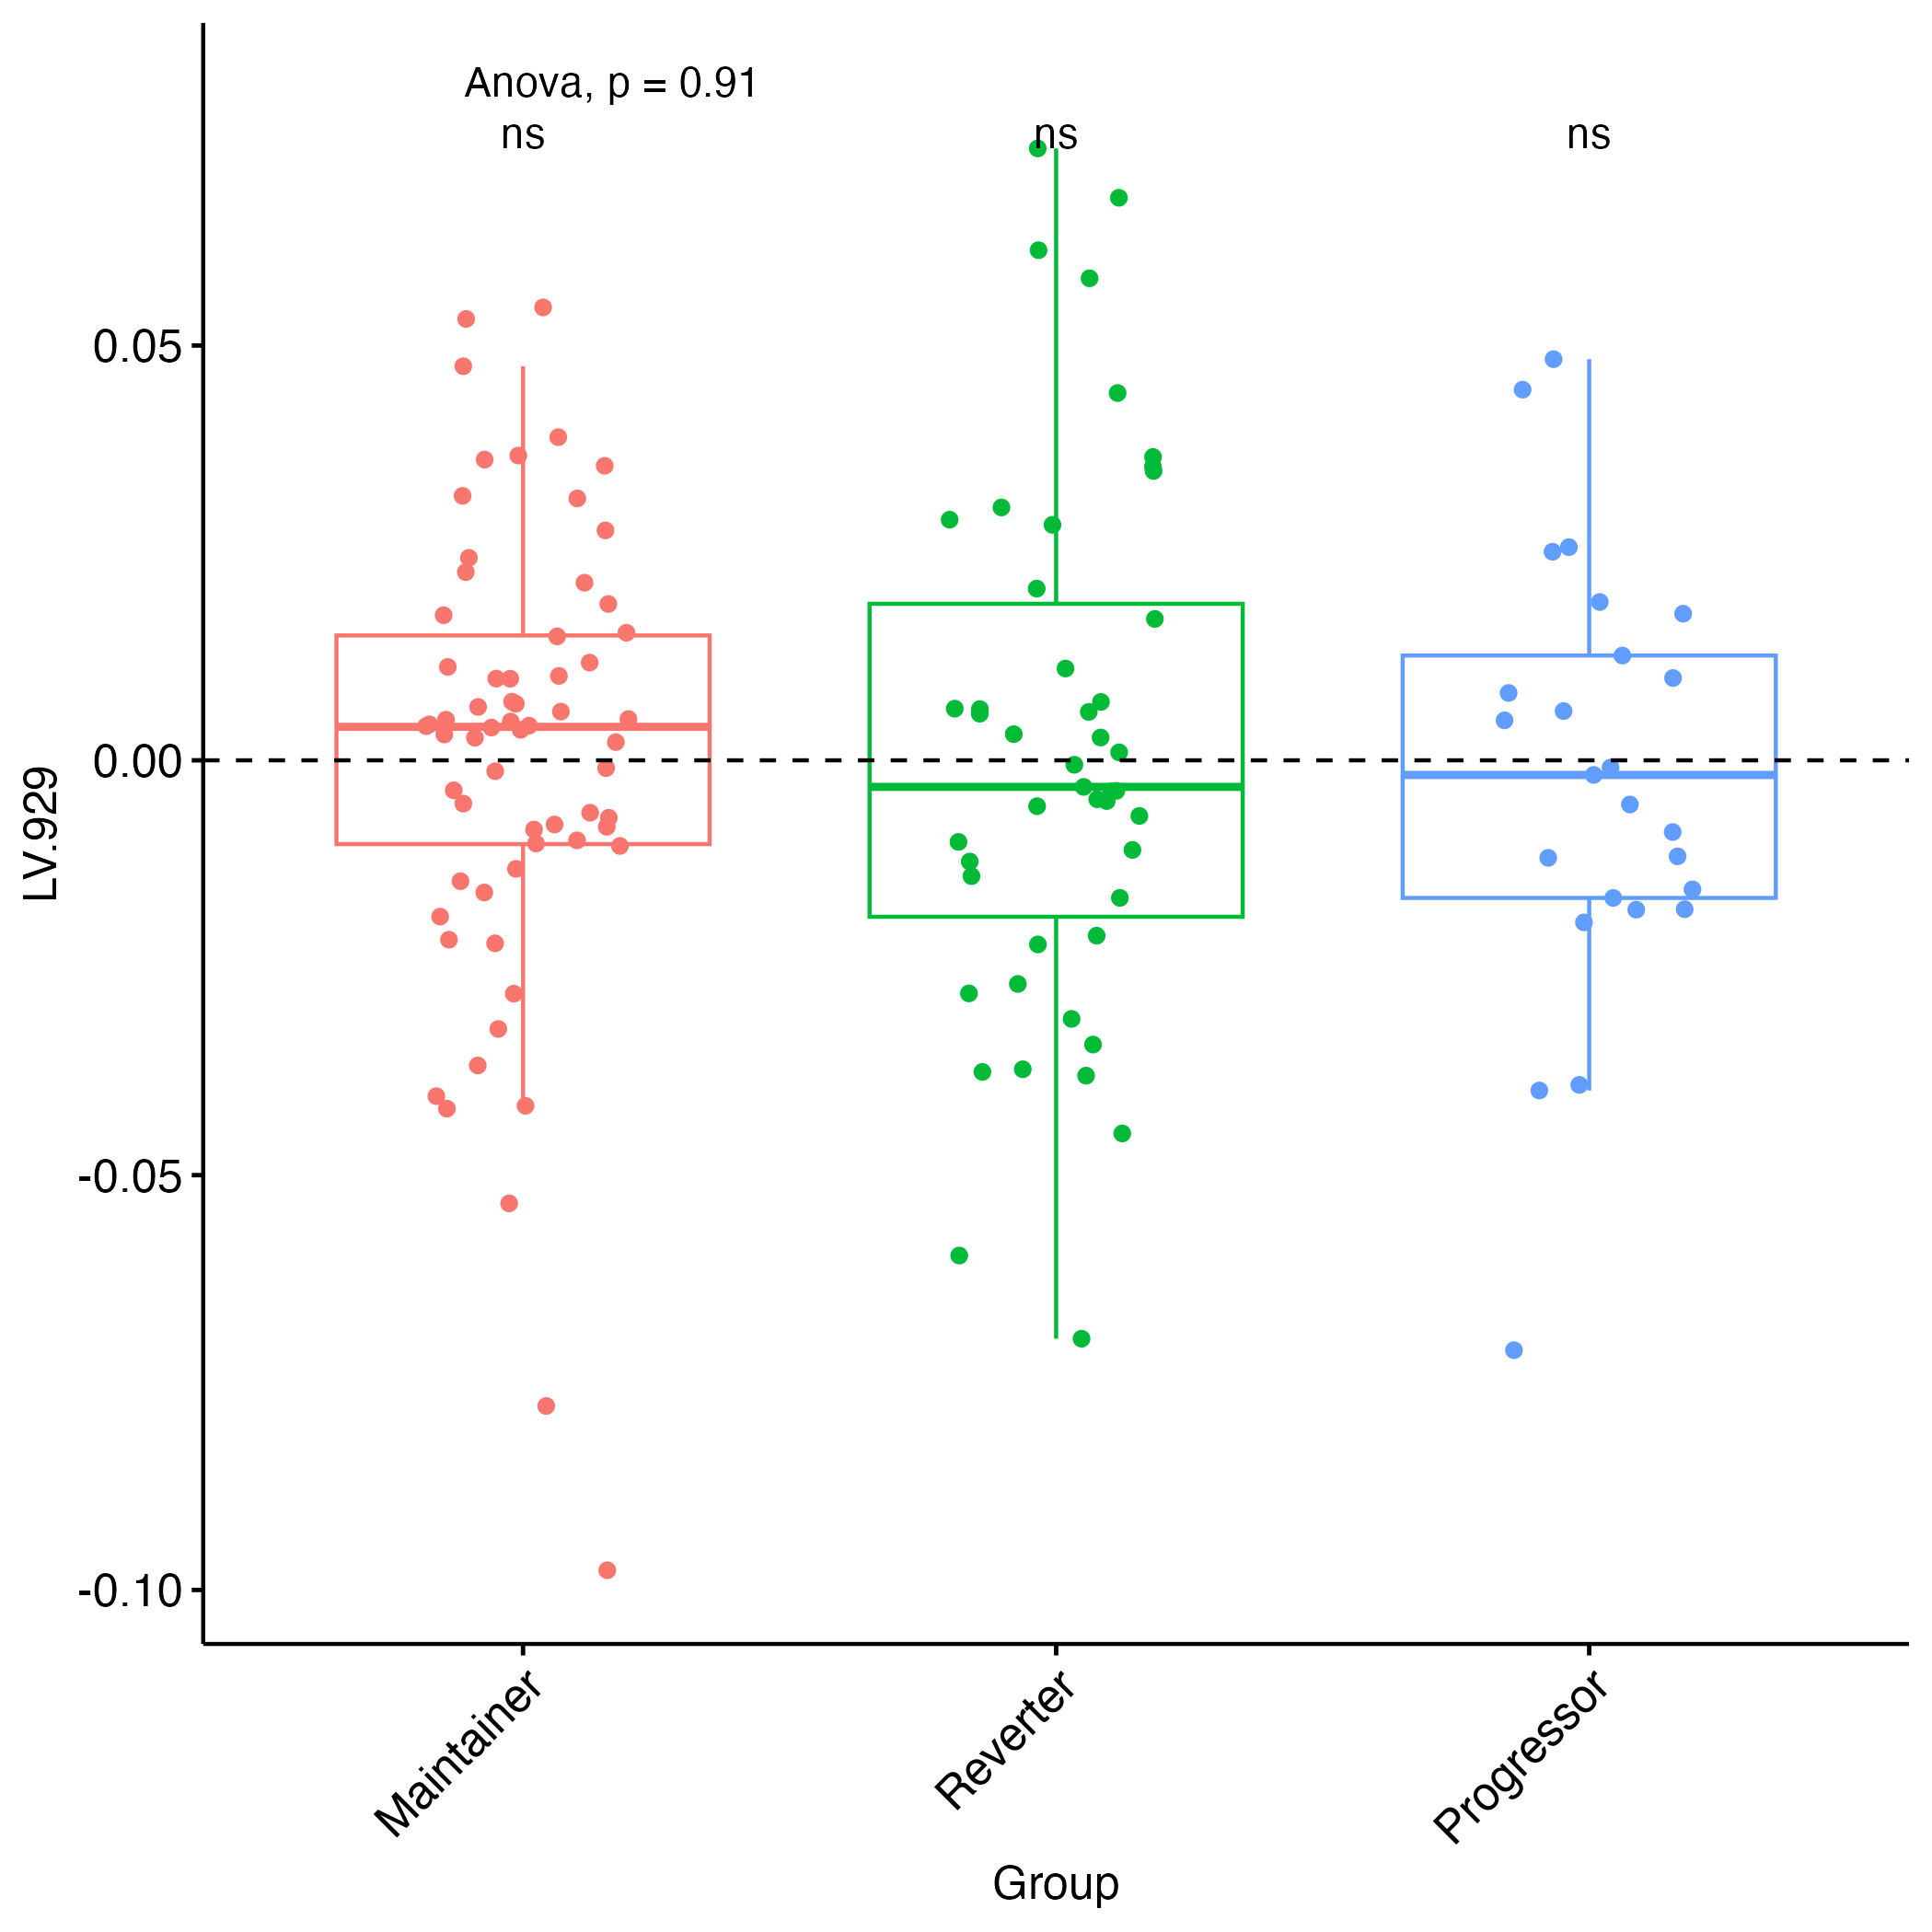 Anova, p = 0.91
ns
ns
ns
0.05
0.00
-0.05
-0.10
LV.929
Maintainer
Reverter
Progressor
Group